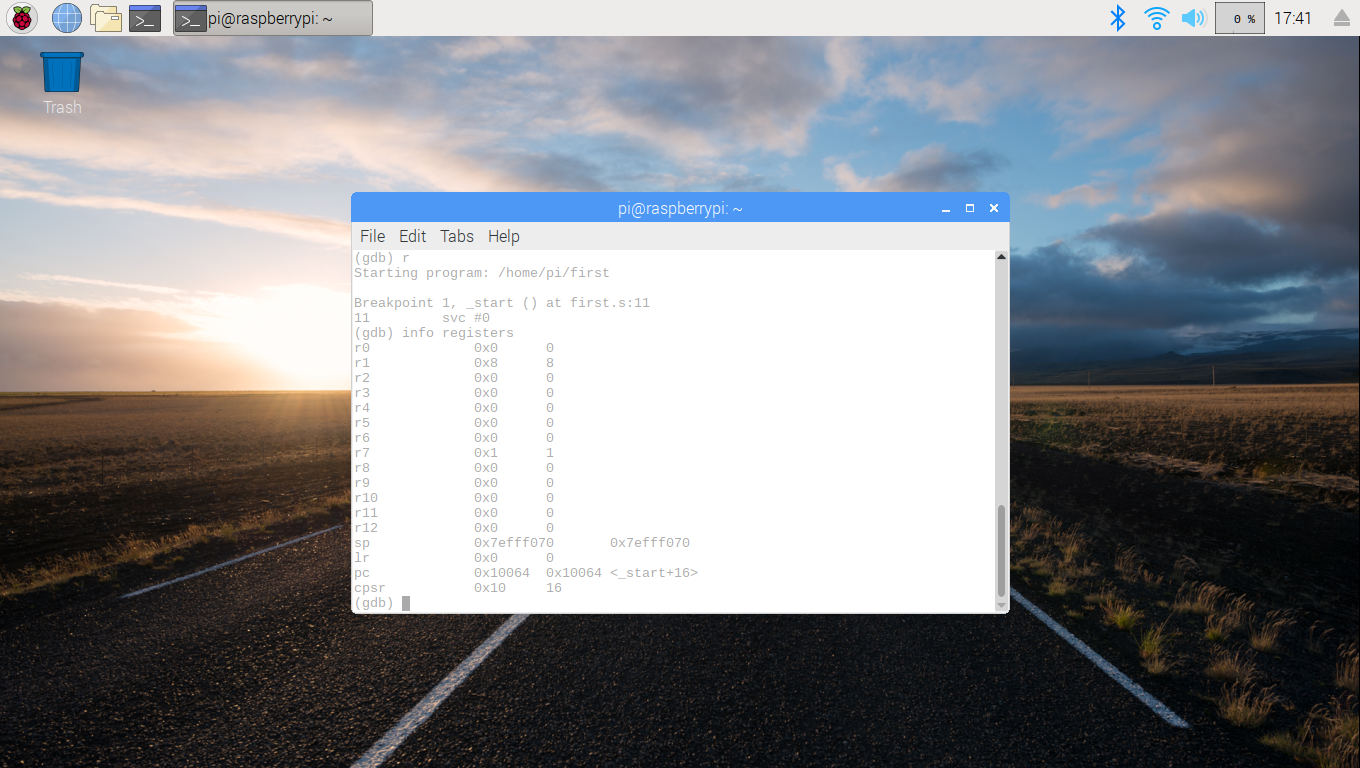 pi@raspberrypi: ~
0 %
17:41
Trash
pi@raspberrypi: ~
File Edit Tabs Help
(gdb) r
Starting program: /home/pi/first
Breakpoint 1, _start () at first.s:11
11 svc #0
(gdb) info registers
r0 0x0 0
r1 0x8 8
r2 0x0 0
r3 0x0 0
r4 0x0 0
r5 0x0 0
r6 0x0 0
r7 0x1 1
r8 0x0 0
r9 0x0 0
r10 0x0 0
r11 0x0 0
r12 0x0 0
sp 0x7efff070 0x7efff070
lr 0x0 0
pc 0x10064 0x10064 <_start+16>
cpsr 0x10 16
(gdb)